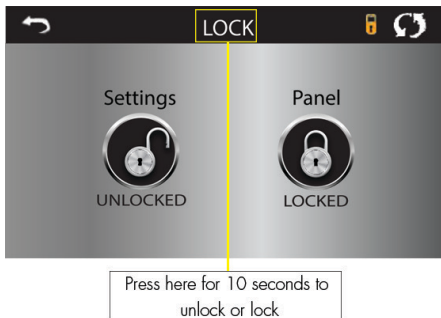 LOCK
Settings Panel
UNLOCKED LOCKED
Press here for 10 seconds to
unlock or lock